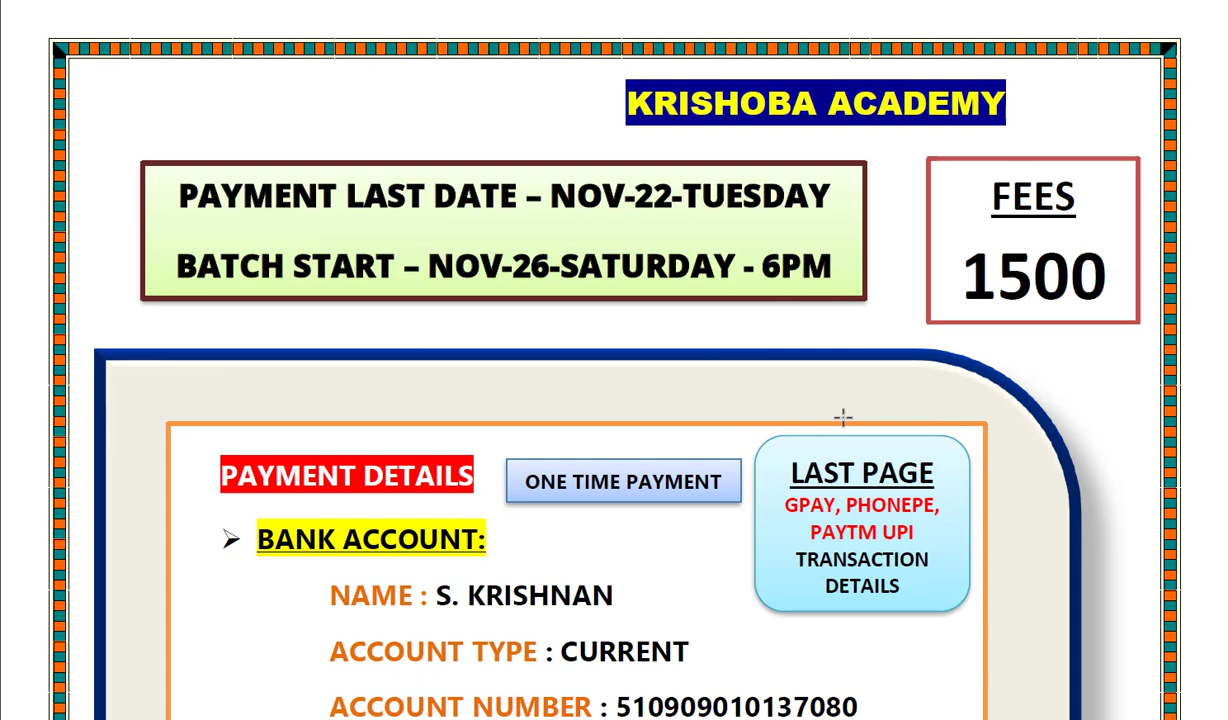 KRISHOBA ACADEMY
PAYMENT LAST DATE – NOV-22-TUESDAY
BATCH START – NOV-26-SATURDAY - 6PM
FEES
1500
PAYMENT DETAILS
ONE TIME PAYMENT
LAST PAGE
GPAY, PHONEPE,
PAYTM UPI
TRANSACTION
DETAILS
BANK ACCOUNT:
NAME : S. KRISHNAN
ACCOUNT TYPE : CURRENT
ACCOUNT NUMBER : 510909010137080